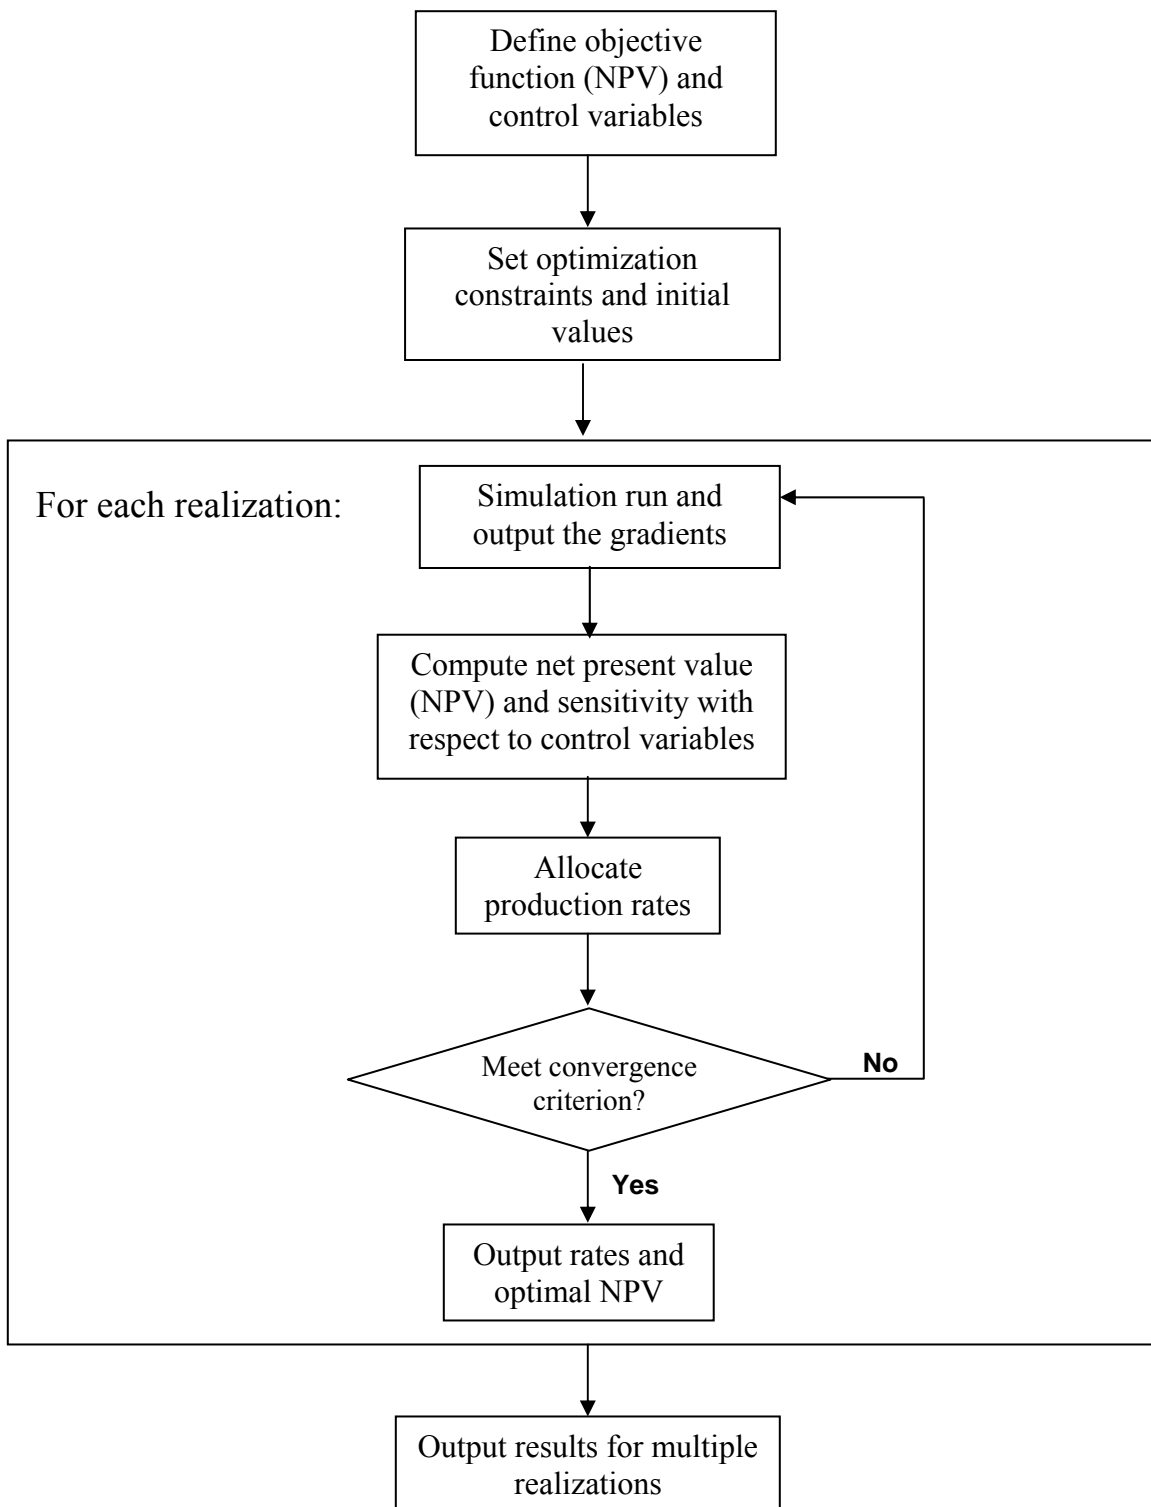 Define objective
function (NPV) and
control variables
Set optimization
constraints and initial
values
For each realization:
Simulation run and
output the gradients
Compute net present value
(NPV) and sensitivity with
respect to control variables
Allocate
production rates
Meet convergence
criterion?
No
Yes
Output rates and
optimal NPV
Output results for multiple
realizations